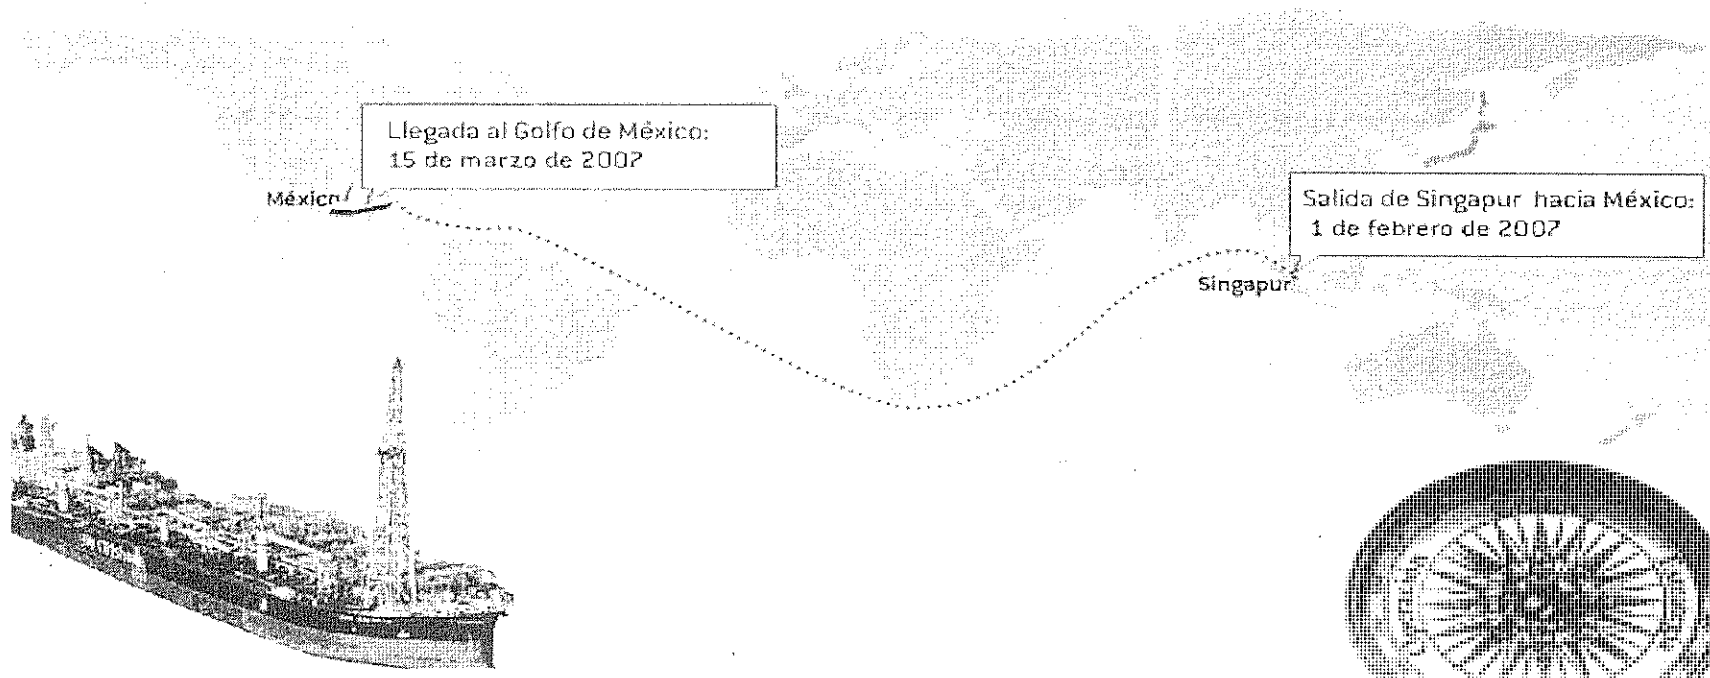 Llegada al Golfo de México:
15 de marzo de 2007
México
Salida de Singapur hacia México:
1 de febrero de 2007
Singapur